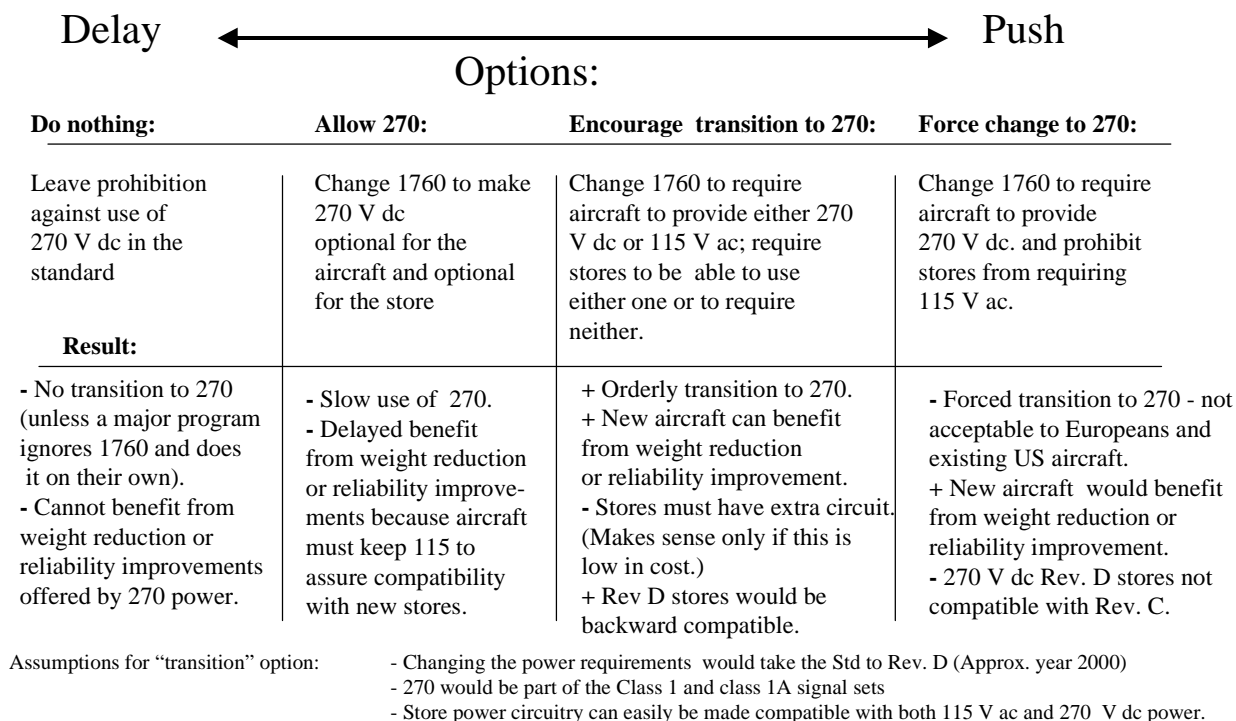 Delay
Push
Options:
Do nothing:
Allow 270:
Encourage transition to 270:
Force change to 270:
Leave prohibition
against use of
270 V dc in the
standard
Change 1760 to make
270 V dc
optional for the
aircraft and optional
for the store
Change 1760 to require
aircraft to provide either 270
V dc or 115 V ac; require
stores to be able to use
either one or to require
neither.
Change 1760 to require
aircraft to provide
270 V dc. and prohibit
stores from requiring
115 V ac.
Result:
- No transition to 270
(unless a major program
ignores 1760 and does
it on their own).
- Cannot benefit from
weight reduction or
reliability improvements
offered by 270 power.
- Slow use of 270.
- Delayed benefit
from weight reduction
or reliability improve-
ments because aircraft
must keep 115 to
assure compatibility
with new stores.
+ Orderly transition to 270.
+ New aircraft can benefit
from weight reduction
or reliability improvement.
- Stores must have extra circuit.
(Makes sense only if this is
low in cost.)
+ Rev D stores would be
backward compatible.
- Forced transition to 270 - not
acceptable to Europeans and
existing US aircraft.
+ New aircraft would benefit
from weight reduction or
reliability improvement.
- 270 V dc Rev. D stores not
compatible with Rev. C.
Assumptions for “transition” option:
- Changing the power requirements would take the Std to Rev. D (Approx. year 2000)
- 270 would be part of the Class 1 and class 1A signal sets
- Store power circuitry can easily be made compatible with both 115 V ac and 270 V dc power.